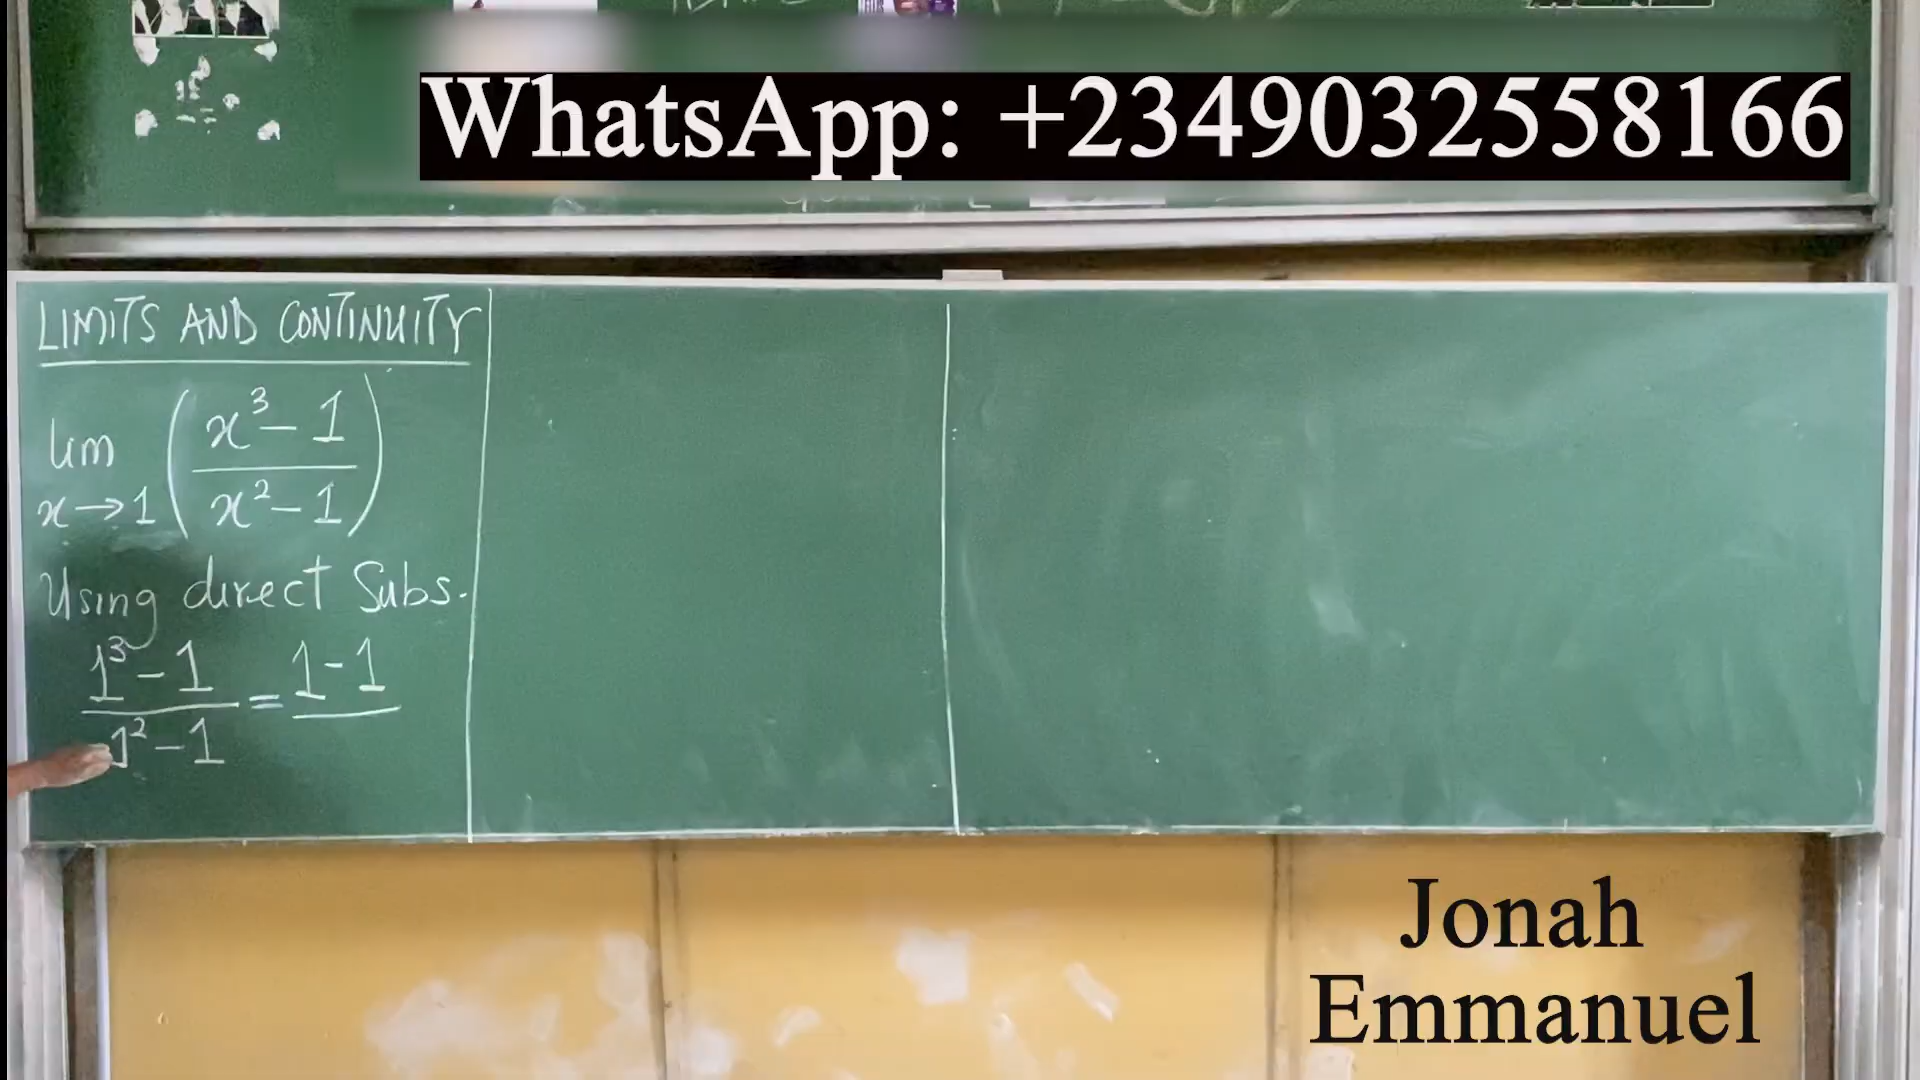 WhatsApp: +2349032558166
LIMITS AND CONTINUITY
lim x→1 (x³ - 1 / x² - 1)
Using direct Subs.
1³ - 1 / 1² - 1 = 1 - 1
Jonah
Emmanuel